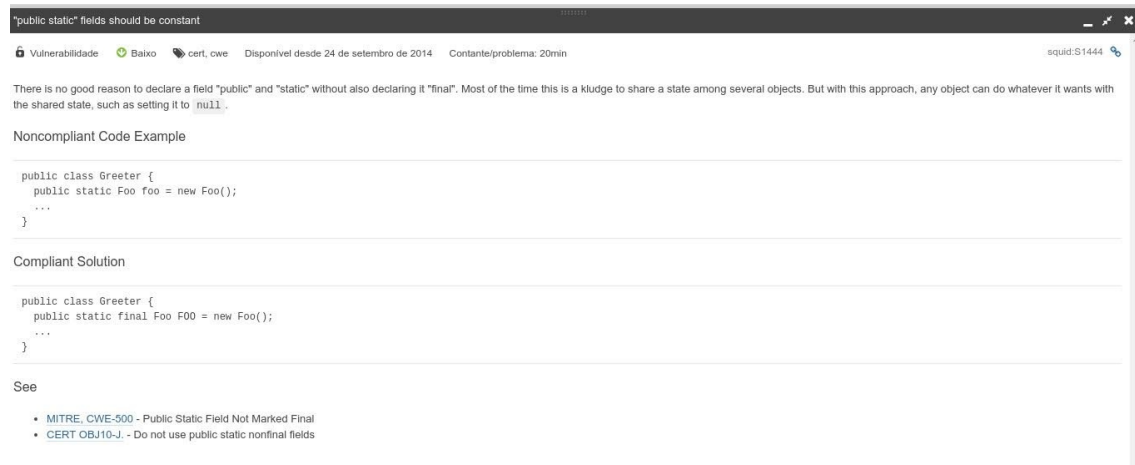 "public static" fields should be constant
Vulnerabilidade Baixo cert, cwe Disponível desde 24 de setembro de 2014 Contante/problema: 20min squid:S1444
There is no good reason to declare a field "public" and "static" without also declaring it "final". Most of the time this is a kludge to share a state among several objects. But with this approach, any object can do whatever it wants with
the shared state, such as setting it to null .
Noncompliant Code Example
public class Greeter {
  public static Foo foo = new Foo();
  ...
}
Compliant Solution
public class Greeter {
  public static final Foo FOO = new Foo();
  ...
}
See
• MITRE, CWE-500 - Public Static Field Not Marked Final
• CERT OBJ10-J. - Do not use public static nonfinal fields